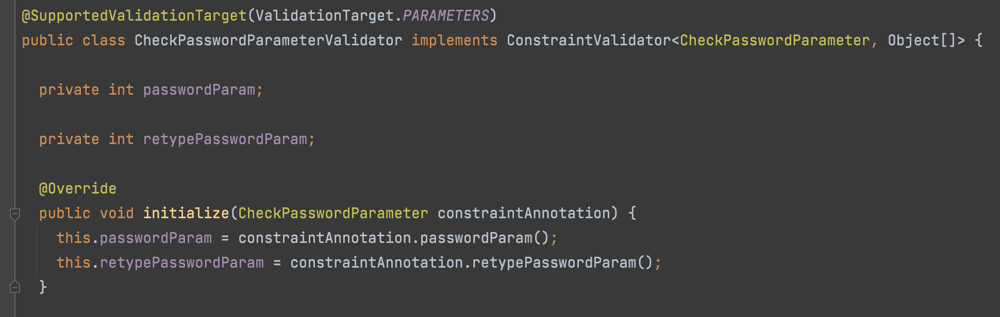 @SupportedValidationTarget(ValidationTarget.PARAMETERS)
public class CheckPasswordParameterValidator implements ConstraintValidator<CheckPasswordParameter, Object[]> {
private int passwordParam;
private int retypePasswordParam;
@Override
public void initialize(CheckPasswordParameter constraintAnnotation) {
this.passwordParam = constraintAnnotation.passwordParam();
this.retypePasswordParam = constraintAnnotation.retypePasswordParam();
}